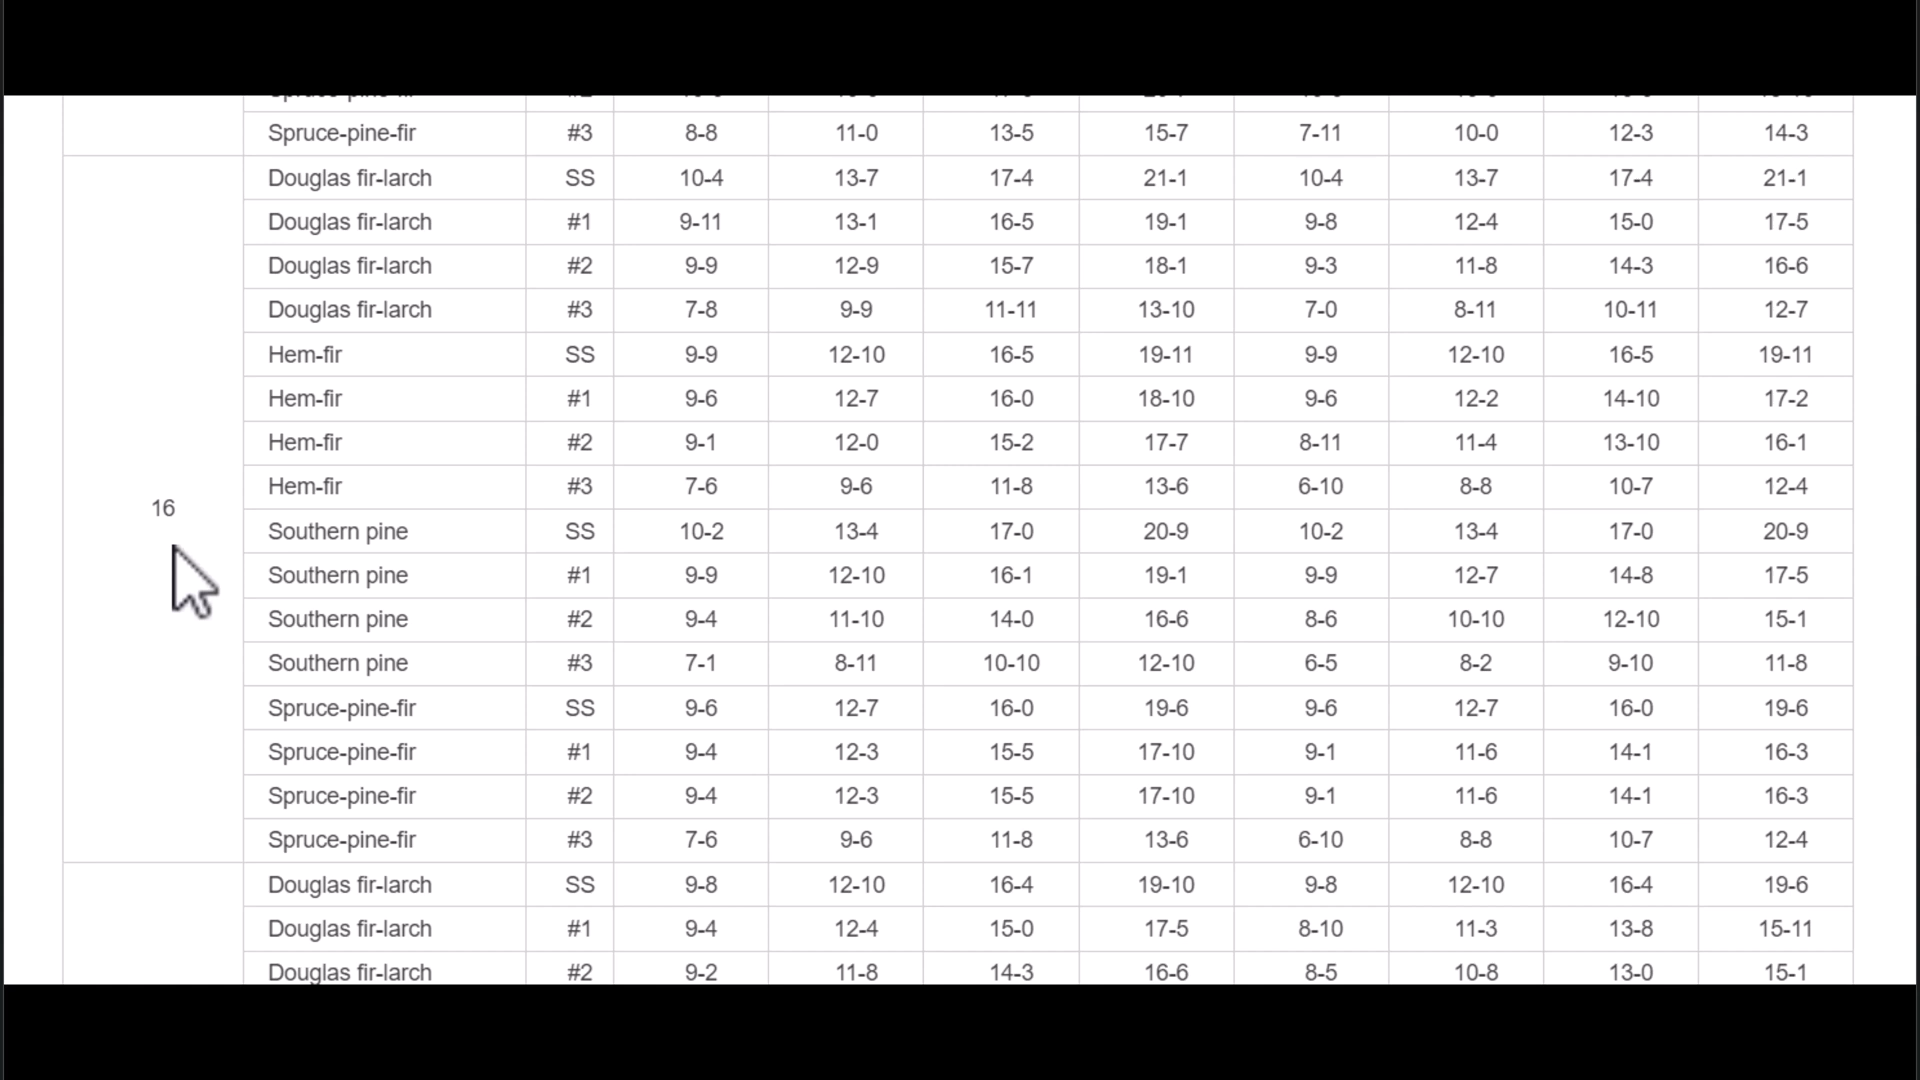 Spruce-pine-fir #3 8-8 11-0 13-5 15-7 7-11 10-0 12-3 14-3
Douglas fir-larch SS 10-4 13-7 17-4 21-1 10-4 13-7 17-4 21-1
Douglas fir-larch #1 9-11 13-1 16-5 19-1 9-8 12-4 15-0 17-5
Douglas fir-larch #2 9-9 12-9 15-7 18-1 9-3 11-8 14-3 16-6
Douglas fir-larch #3 7-8 9-9 11-11 13-10 7-0 8-11 10-11 12-7
Hem-fir SS 9-9 12-10 16-5 19-11 9-9 12-10 16-5 19-11
Hem-fir #1 9-6 12-7 16-0 18-10 9-6 12-2 14-10 17-2
Hem-fir #2 9-1 12-0 15-2 17-7 8-11 11-4 13-10 16-1
Hem-fir #3 7-6 9-6 11-8 13-6 6-10 8-8 10-7 12-4
16
Southern pine SS 10-2 13-4 17-0 20-9 10-2 13-4 17-0 20-9
Southern pine #1 9-9 12-10 16-1 19-1 9-9 12-7 14-8 17-5
Southern pine #2 9-4 11-10 14-0 16-6 8-6 10-10 12-10 15-1
Southern pine #3 7-1 8-11 10-10 12-10 6-5 8-2 9-10 11-8
Spruce-pine-fir SS 9-6 12-7 16-0 19-6 9-6 12-7 16-0 19-6
Spruce-pine-fir #1 9-4 12-3 15-5 17-10 9-1 11-6 14-1 16-3
Spruce-pine-fir #2 9-4 12-3 15-5 17-10 9-1 11-6 14-1 16-3
Spruce-pine-fir #3 7-6 9-6 11-8 13-6 6-10 8-8 10-7 12-4
Douglas fir-larch SS 9-8 12-10 16-4 19-10 9-8 12-10 16-4 19-6
Douglas fir-larch #1 9-4 12-4 15-0 17-5 8-10 11-3 13-8 15-11
Douglas fir-larch #2 9-2 11-8 14-3 16-6 8-5 10-8 13-0 15-1